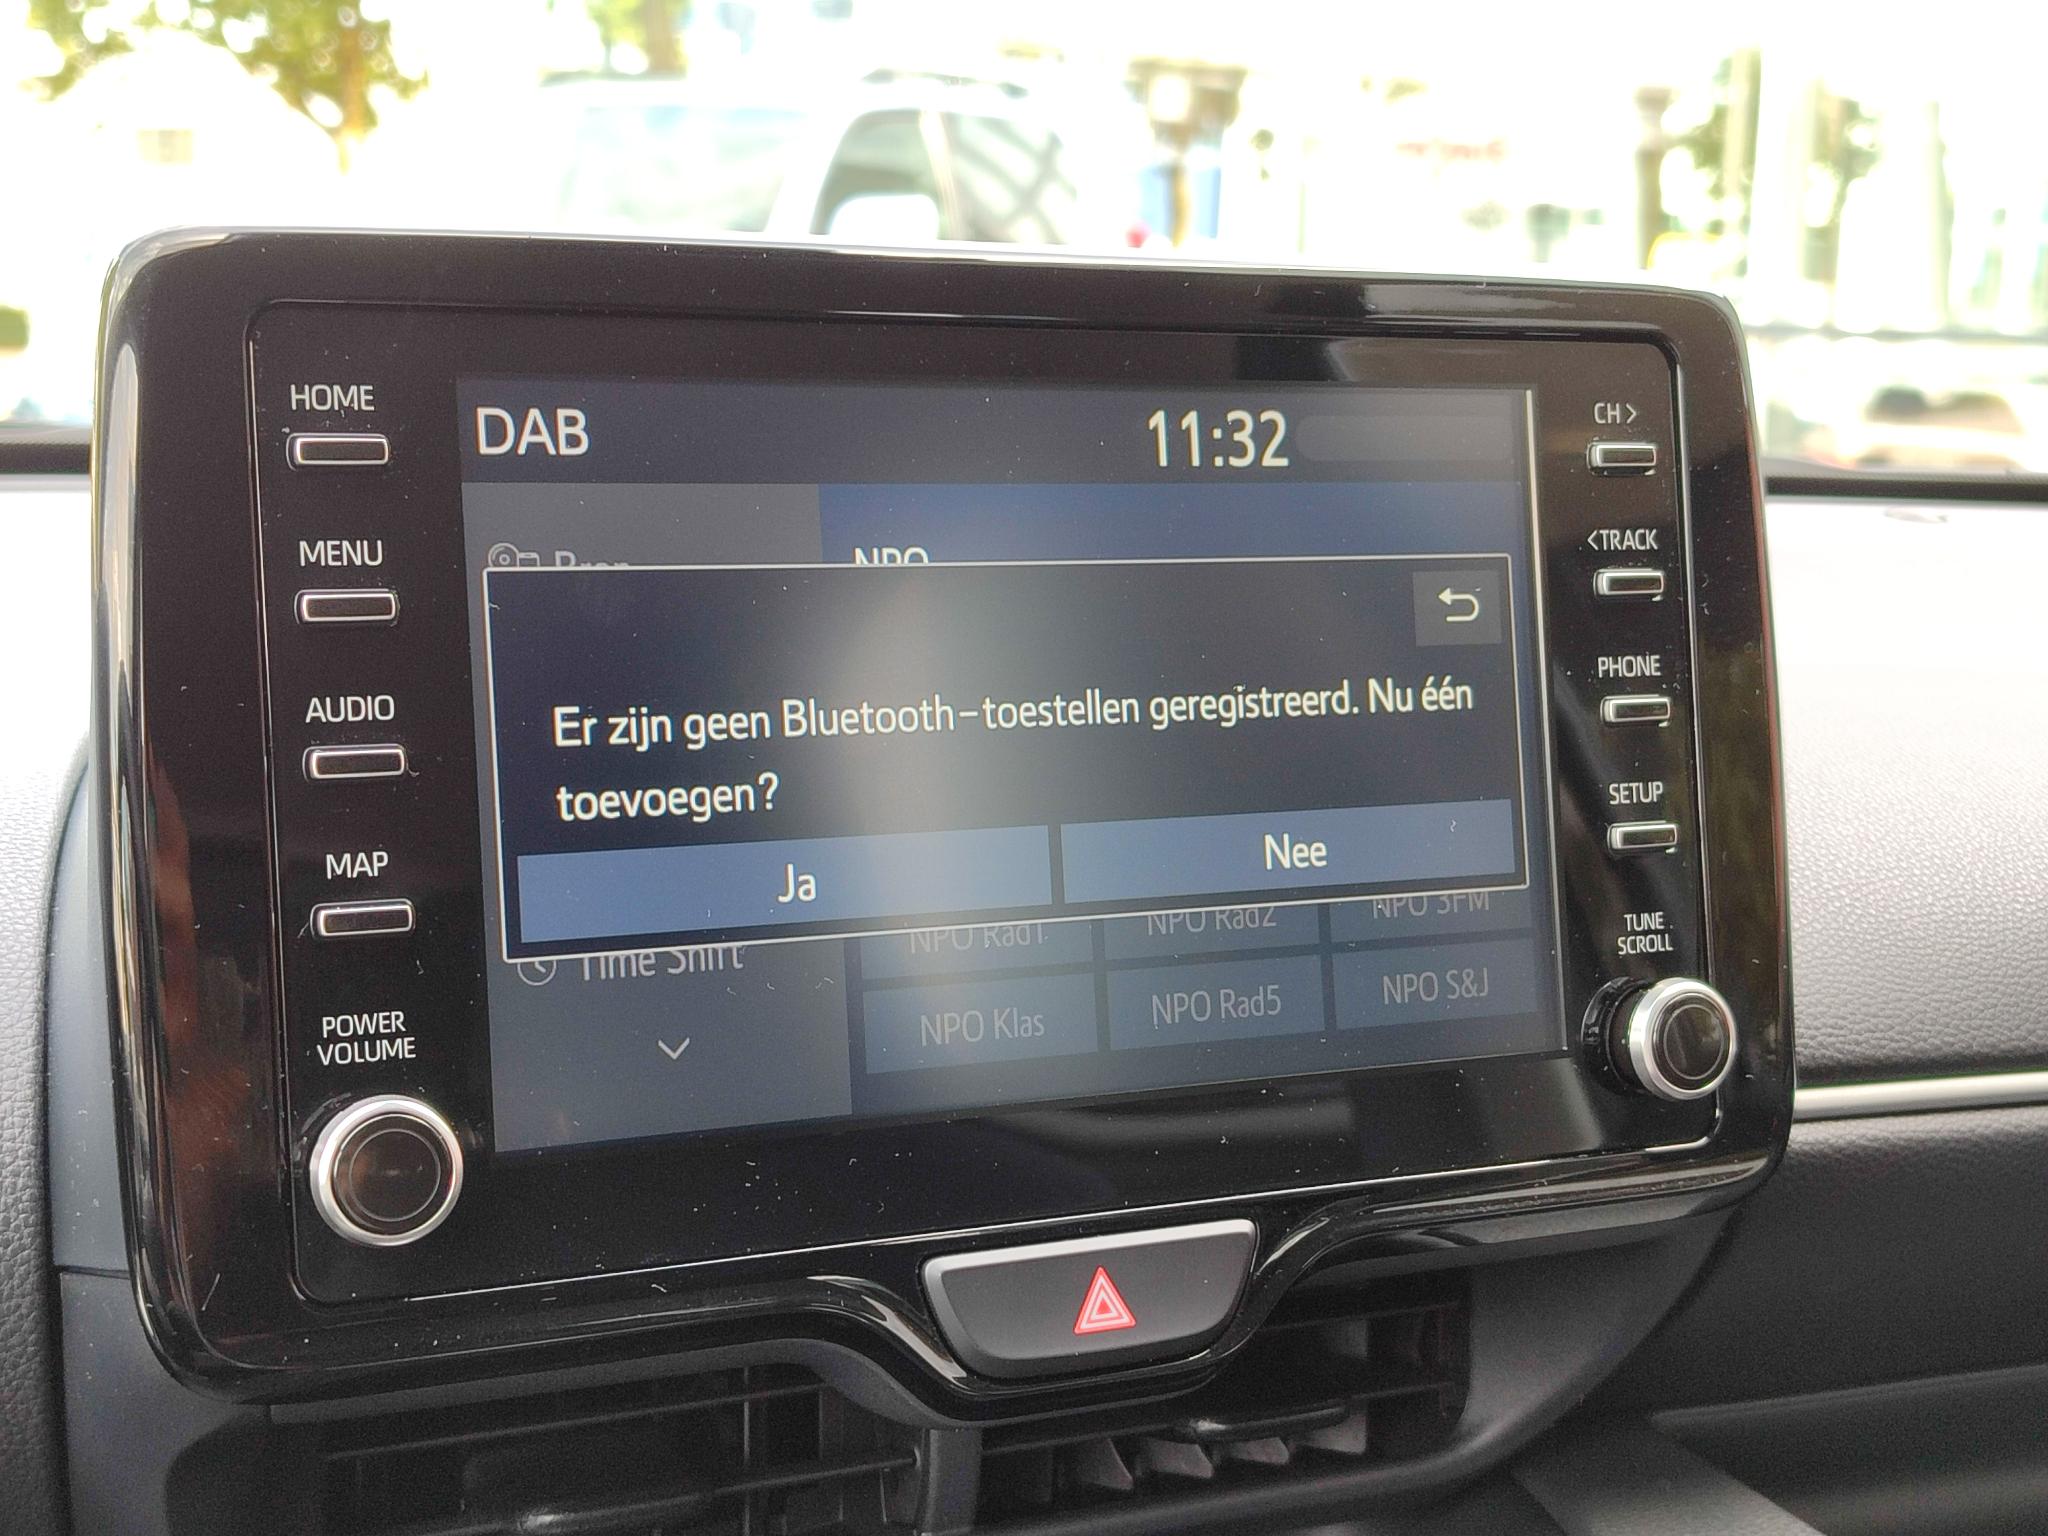 HOME
MENU
AUDIO
MAP
POWER
VOLUME
DAB
11:32
Bron
NPO
Er zijn geen Bluetooth-toestellen geregistreerd. Nu één
toevoegen?
Ja
Nee
NPO Rad1
NPO Rad2
NPO 3FM
Time Shift
NPO Klas
NPO Rad5
NPO S&J
CH >
<TRACK
PHONE
SETUP
TUNE
SCROLL